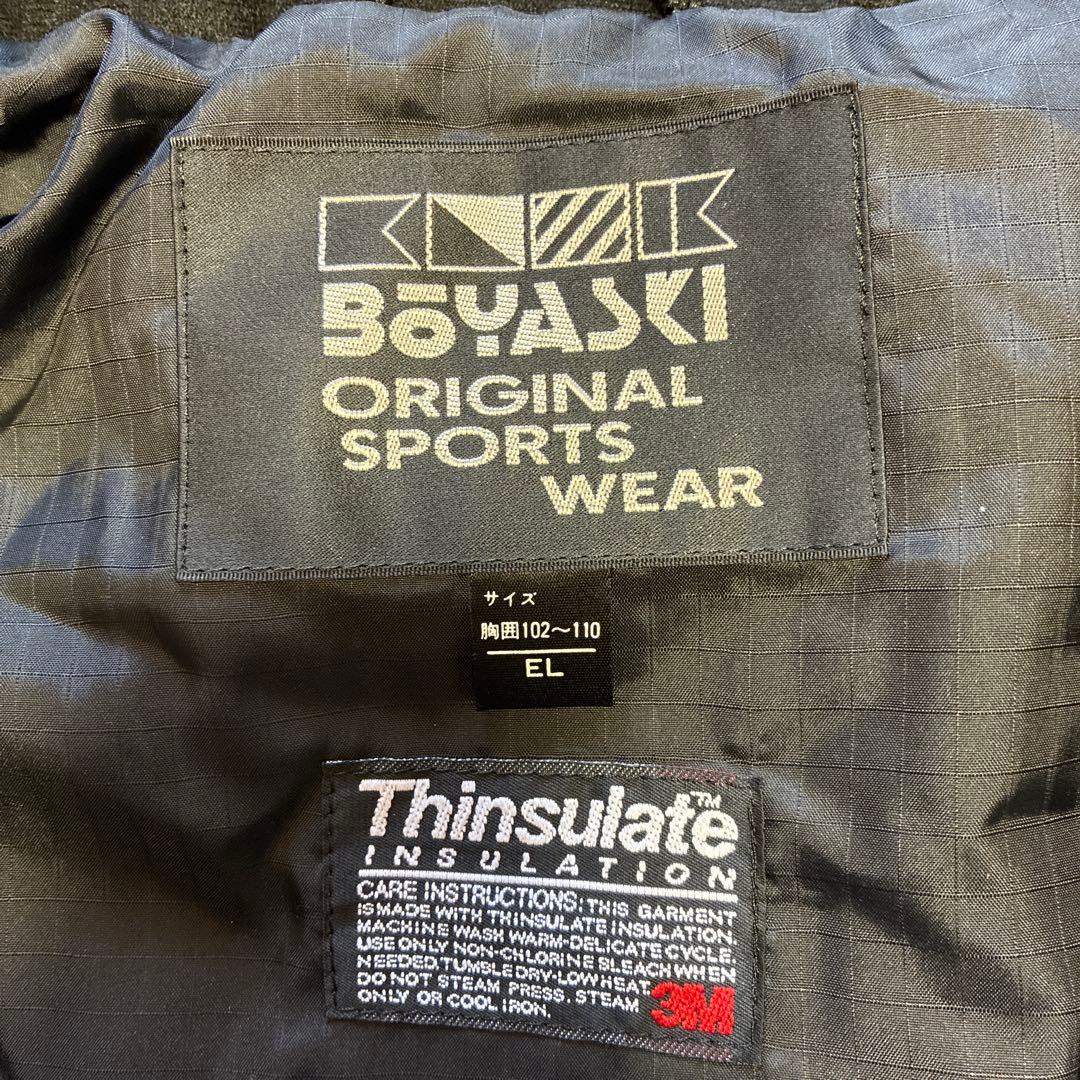 BōYASKI
ORIGINAL
SPORTS
WEAR
サイズ
胸囲102～110
EL
Thinsulate™
INSULATION
CARE INSTRUCTIONS: THIS GARMENT
IS MADE WITH THINSULATE INSULATION.
MACHINE WASH WARM-DELICATE CYCLE.
USE ONLY NON-CHLORINE BLEACH WHEN
NEEDED. TUMBLE DRY-LOW HEAT.
DO NOT STEAM PRESS. STEAM
ONLY OR COOL IRON.
3M